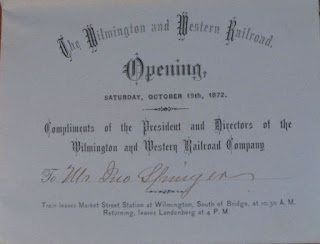 The Wilmington and Western Railroad.
Opening,
SATURDAY, OCTOBER 19th, 1872.
Compliments of the President and Directors of the
Wilmington and Western Railroad Company
To Mr Jno Springer
Train leaves Market Street Station at Wilmington, South of Bridge, at 10.30 A. M.
Returning, leaves Landenberg at 4 P. M.